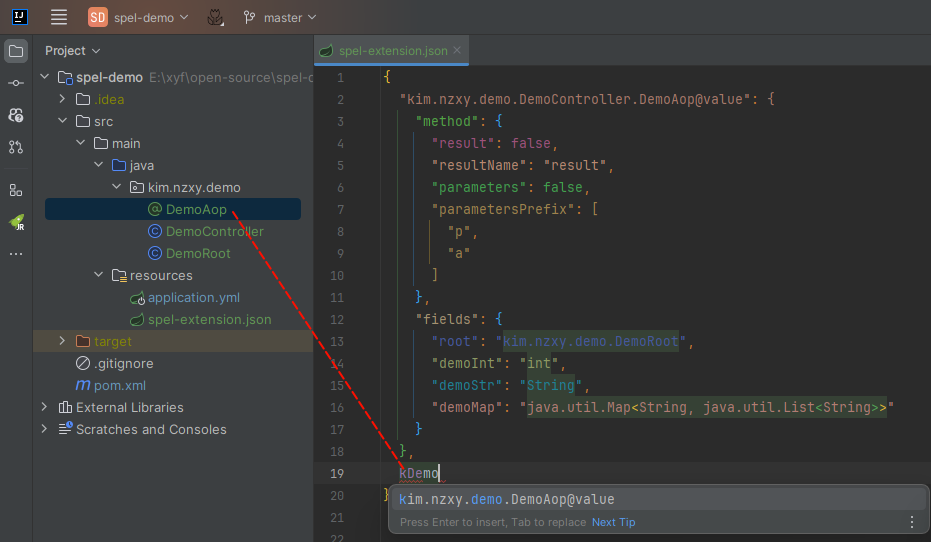 SD spel-demo master
Project
spel-extension.json
spel-demo E:\xyf\open-source\spel-d
.idea
src
main
java
kim.nzxy.demo
DemoAop
DemoController
DemoRoot
resources
application.yml
spel-extension.json
target
.gitignore
pom.xml
External Libraries
Scratches and Consoles
1 {
2 "kim.nzxy.demo.DemoController.DemoAop@value": {
3 "method": {
4 "result": false,
5 "resultName": "result",
6 "parameters": false,
7 "parametersPrefix": [
8 "p",
9 "a"
10 ]
11 },
12 "fields": {
13 "root": "kim.nzxy.demo.DemoRoot",
14 "demoInt": "int",
15 "demoStr": "String",
16 "demoMap": "java.util.Map<String, java.util.List<String>>"
17 }
18 },
19 kDemo
20 }
21
22
kim.nzxy.demo.DemoAop@value
Press Enter to insert, Tab to replace Next Tip